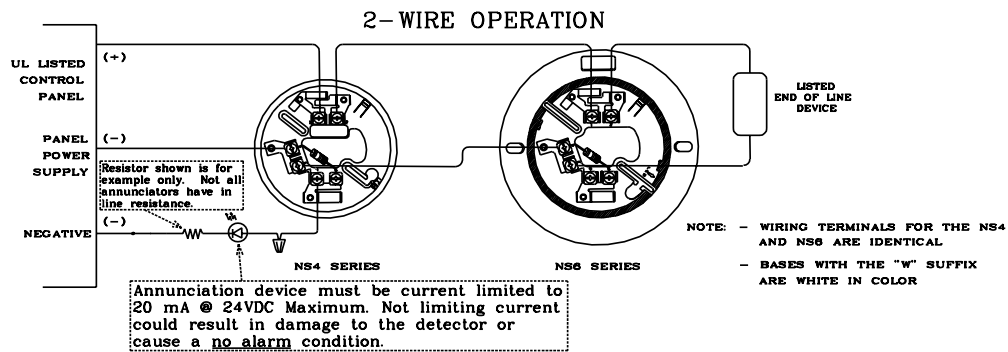 2-WIRE OPERATION
(+)
UL LISTED
CONTROL
PANEL
LISTED
END OF LINE
DEVICE
PANEL
POWER
SUPPLY
(-)
Resistor shown is for
example only. Not all
annunciators have in
line resistance.
(-)
NEGATIVE
NS4 SERIES
NS6 SERIES
NOTE: - WIRING TERMINALS FOR THE NS4
AND NS6 ARE IDENTICAL
- BASES WITH THE "W" SUFFIX
ARE WHITE IN COLOR
Annunciation device must be current limited to
20 mA @ 24VDC Maximum. Not limiting current
could result in damage to the detector or
cause a no alarm condition.